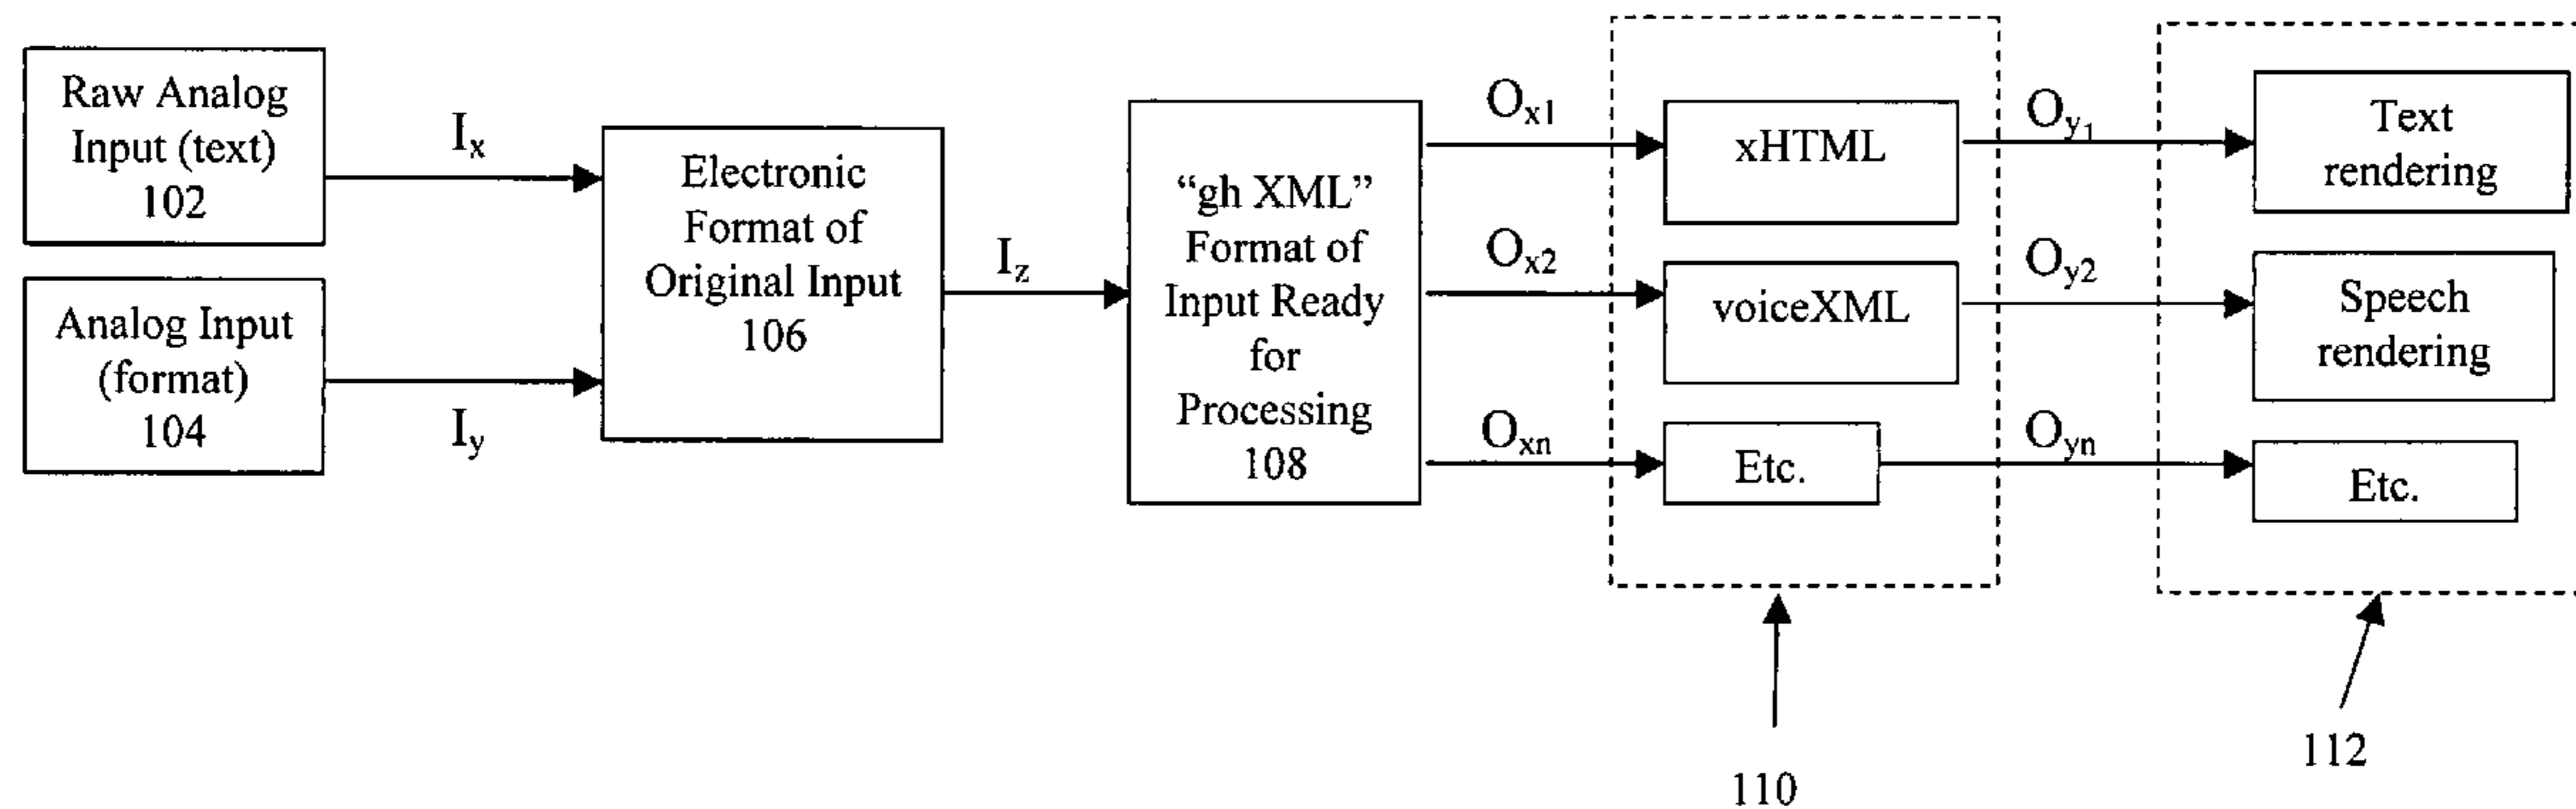 Raw Analog
Input (text)
102
Analog Input
(format)
104
Ix
Iy
Electronic
Format of
Original Input
106
Iz
“gh XML”
Format of
Input Ready
for
Processing
108
Ox1
Ox2
Oxn
xHTML
voiceXML
Etc.
Oy1
Oy2
Oyn
Text
rendering
Speech
rendering
Etc.
110
112